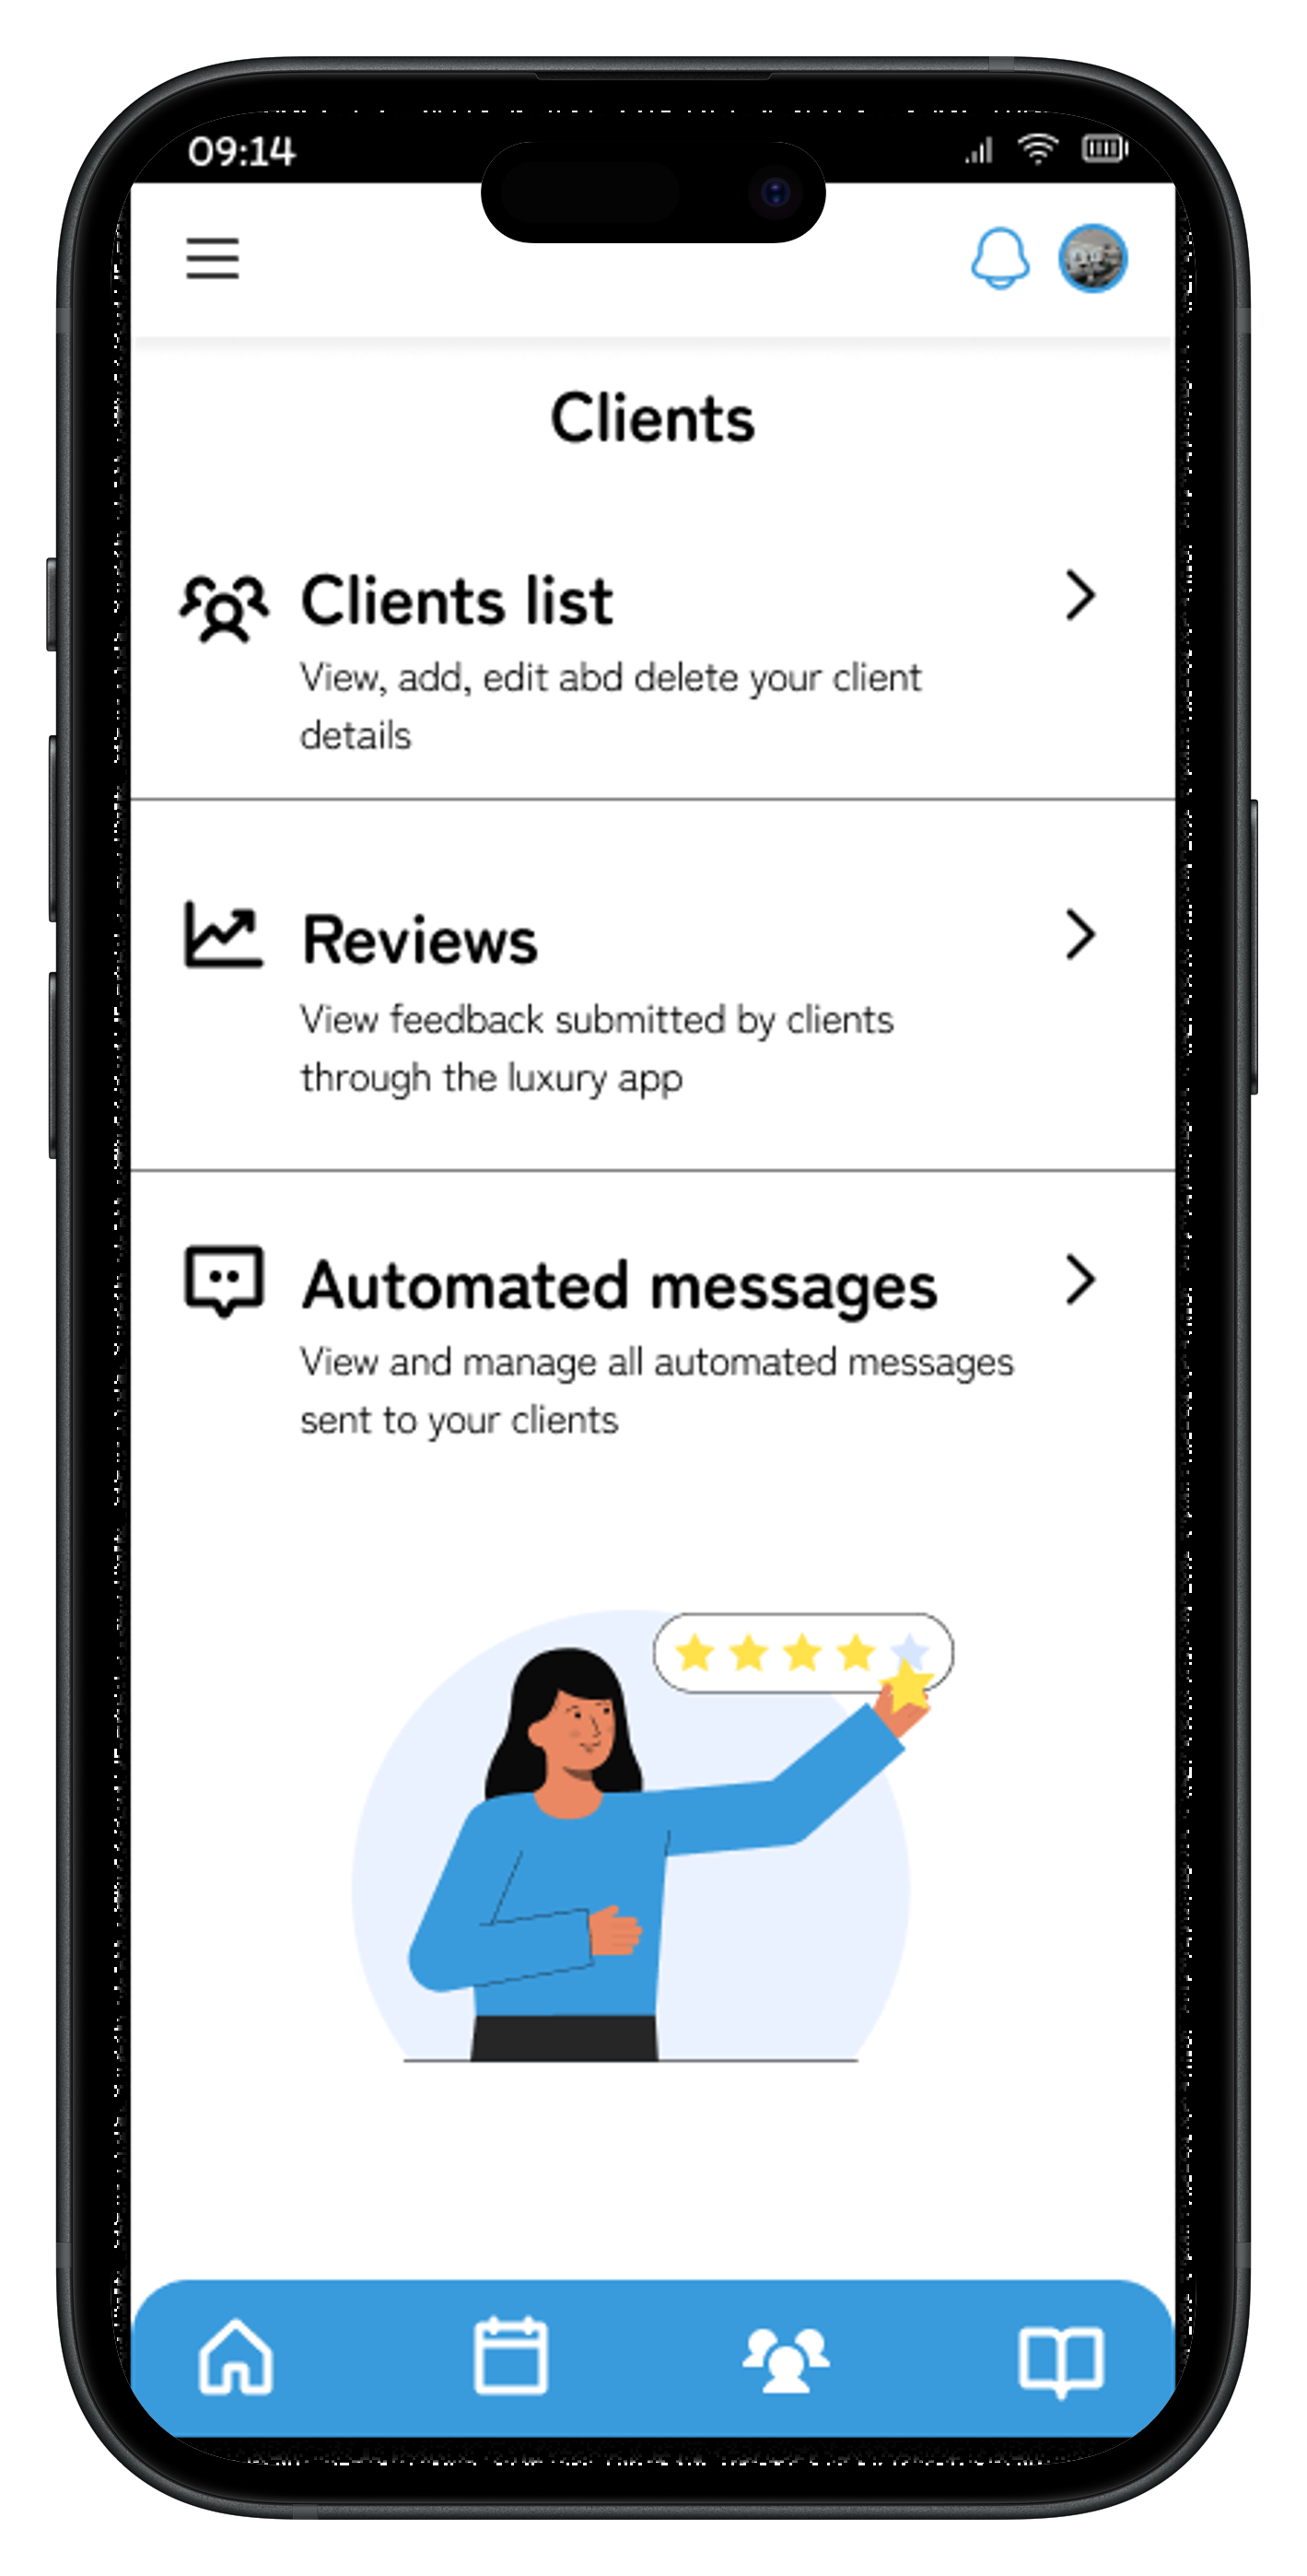 09:14
Clients
Clients list
View, add, edit abd delete your client
details
Reviews
View feedback submitted by clients
through the luxury app
Automated messages
View and manage all automated messages
sent to your clients